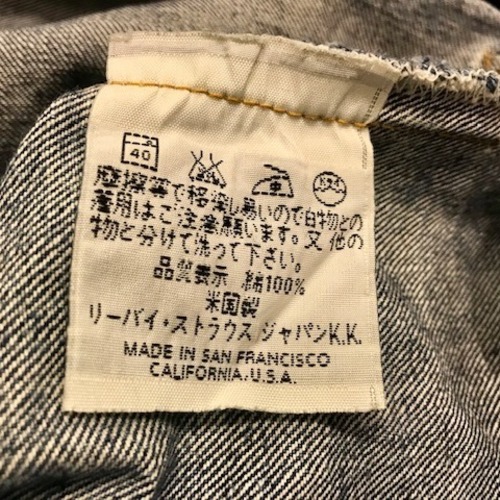 40
摩擦等で格落し易いので白物との
着用はご注意願います。又他の
物と分けて洗って下さい。
品質表示 綿100%
米国製
リーバイ・ストラウス ジャパンK.K.
MADE IN SAN FRANCISCO
CALIFORNIA.U.S.A.